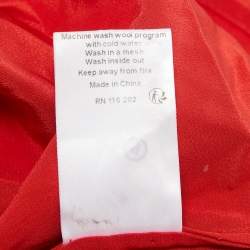 Machine wash wool program
with cold water
Wash in a mesh
Wash inside out
Keep away from fire
Made in China
RN 116 202